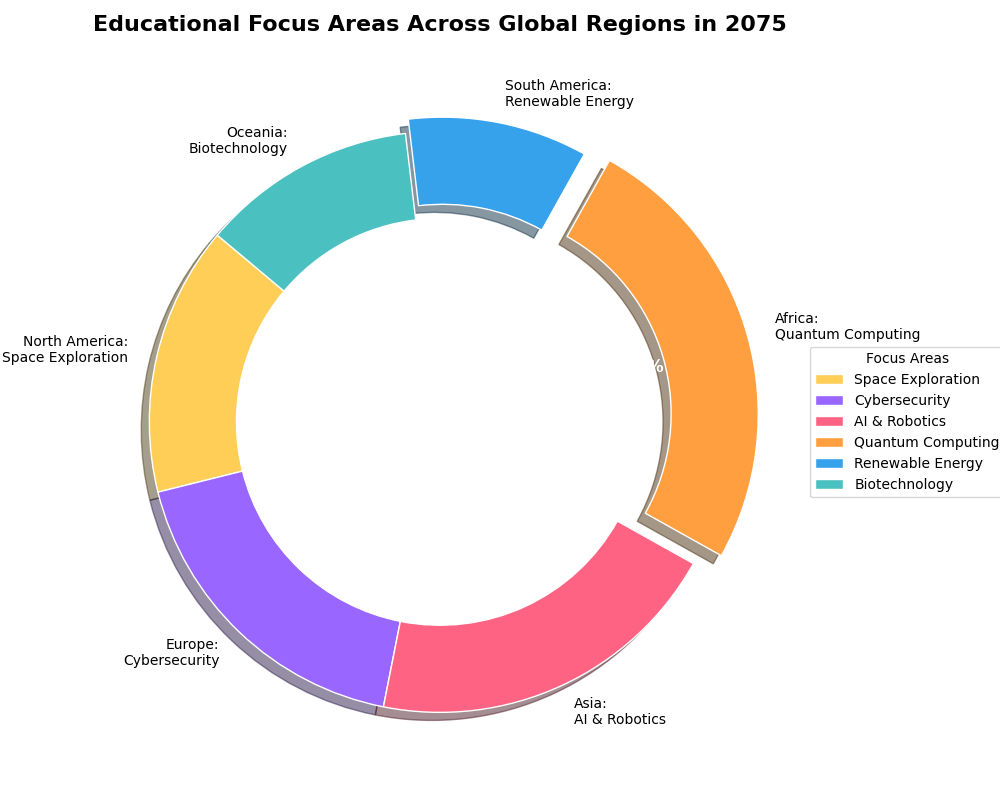 Educational Focus Areas Across Global Regions in 2075
South America:
Renewable Energy
Oceania:
Biotechnology
Africa:
Quantum Computing
North America:
Space Exploration
%
Focus Areas
Space Exploration
Cybersecurity
AI & Robotics
Quantum Computing
Renewable Energy
Biotechnology
Europe:
Cybersecurity
Asia:
AI & Robotics